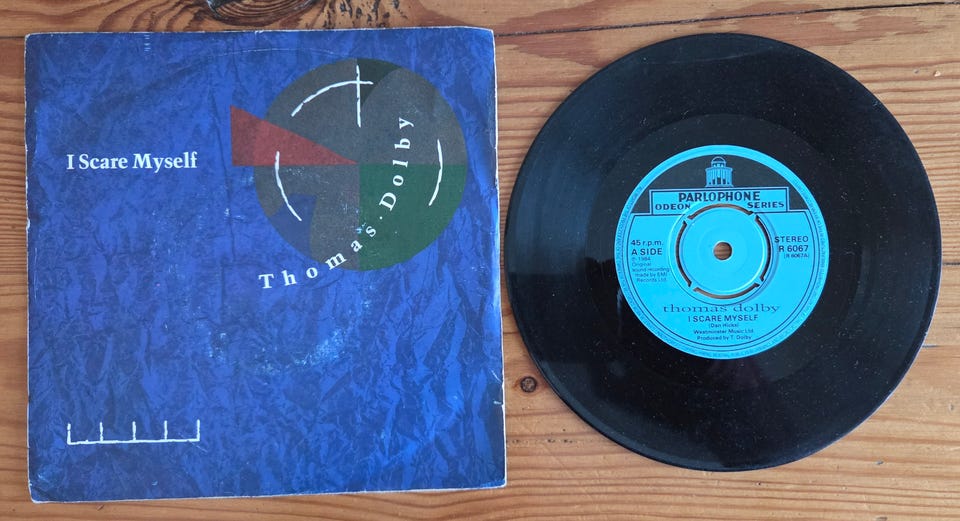 I Scare Myself
Thomas · Dolby
PARLOPHONE
ODEON SERIES
45 r.p.m.
A SIDE
℗ 1984
Original
sound recording
made by EMI
Records Ltd.
STEREO
R 6067
(R 6067A)
thomas dolby
I SCARE MYSELF
(Dan Hicks)
Westminster Music Ltd.
Produced by T. Dolby